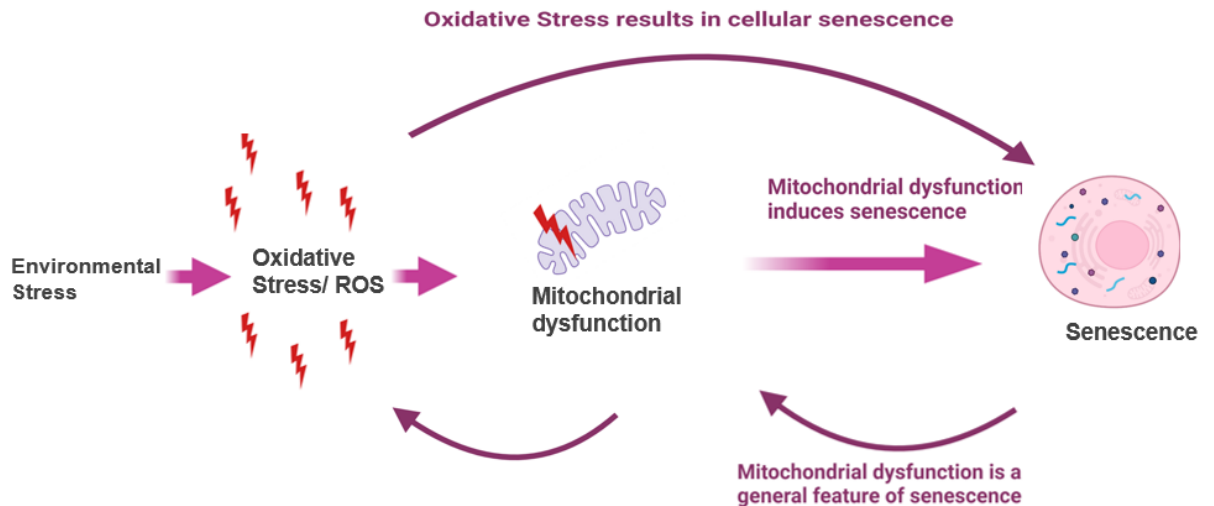 Oxidative Stress results in cellular senescence
Mitochondrial dysfunction
induces senescence
Environmental
Stress
Oxidative
Stress/ ROS
Mitochondrial
dysfunction
Senescence
Mitochondrial dysfunction is a
general feature of senescence